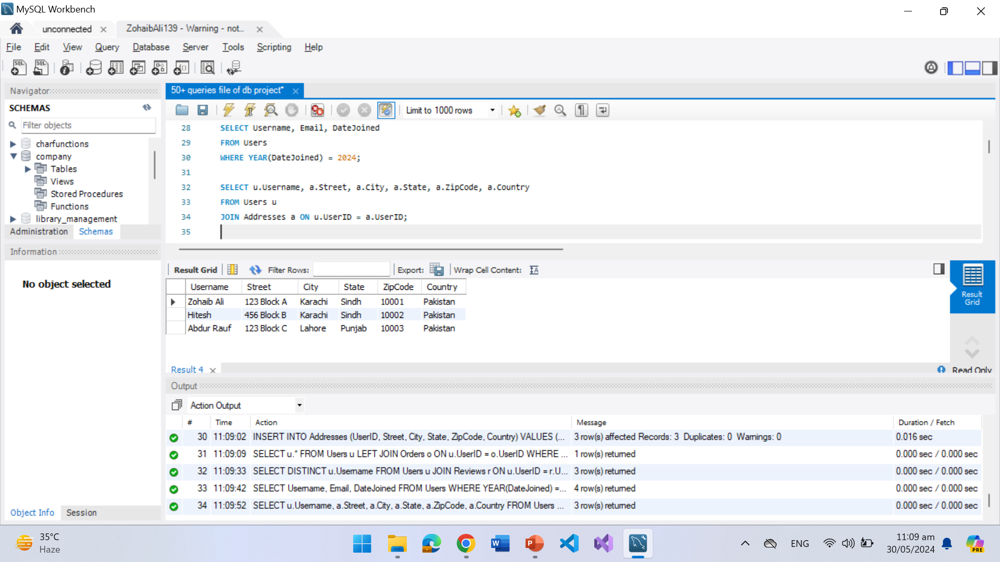 MySQL Workbench
unconnected
ZohaibAli139 - Warning - not...
File Edit View Query Database Server Tools Scripting Help
Navigator
50+ queries file of db project*
SCHEMAS
Limit to 1000 rows
Filter objects
charfunctions
company
Tables
Views
Stored Procedures
Functions
library_management
Administration Schemas
28 SELECT Username, Email, DateJoined
29 FROM Users
30 WHERE YEAR(DateJoined) = 2024;
31
32 SELECT u.Username, a.Street, a.City, a.State, a.ZipCode, a.Country
33 FROM Users u
34 JOIN Addresses a ON u.UserID = a.UserID;
35
Information
No object selected
Result Grid Filter Rows: Export: Wrap Cell Content:
Username Street City State ZipCode Country
Zohaib Ali 123 Block A Karachi Sindh 10001 Pakistan
Hitesh 456 Block B Karachi Sindh 10002 Pakistan
Abdur Rauf 123 Block C Lahore Punjab 10003 Pakistan
Result
Grid
Result 4
Read Only
Output
Action Output
# Time Action Message Duration / Fetch
30 11:09:02 INSERT INTO Addresses (UserID, Street, City, State, ZipCode, Country) VALUES (... 3 row(s) affected Records: 3 Duplicates: 0 Warnings: 0 0.016 sec
31 11:09:09 SELECT u.* FROM Users u LEFT JOIN Orders o ON u.UserID = o.UserID WHERE ... 1 row(s) returned 0.000 sec / 0.000 sec
32 11:09:33 SELECT DISTINCT u.Username FROM Users u JOIN Reviews r ON u.UserID = r.U... 3 row(s) returned 0.000 sec / 0.000 sec
33 11:09:42 SELECT Username, Email, DateJoined FROM Users WHERE YEAR(DateJoined) =... 4 row(s) returned 0.000 sec / 0.000 sec
34 11:09:52 SELECT u.Username, a.Street, a.City, a.State, a.ZipCode, a.Country FROM Users ... 3 row(s) returned 0.000 sec / 0.000 sec
Object Info Session
35°C
Haze
ENG
11:09 am
30/05/2024
PRE